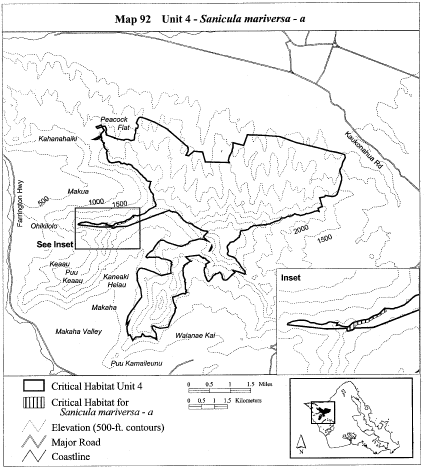 Map 92 Unit 4 - Sanicula mariversa - a
Peacock
Flat
Kahanahaiki
Kaukonahua Rd
Farrington Hwy
Makua
500
1000
1500
Ohikilolo
See Inset
2000
1500
Keaau
Puu
Keaau
Kaneaki
Heiau
Inset
Makaha
Makaha Valley
Waianae Kai
Puu Kamaileunu
Critical Habitat Unit 4
Critical Habitat for
Sanicula mariversa - a
Elevation (500-ft. contours)
Major Road
Coastline
0 0.5 1 1.5 Miles
0 0.5 1 1.5 Kilometers
N